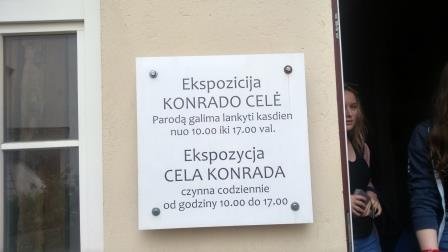 Ekspozicija
KONRADO CELĖ
Parodą galima lankyti kasdien
nuo 10.00 iki 17.00 val.
Ekspozycja
CELA KONRADA
czynna codziennie
od godziny 10.00 do 17.00